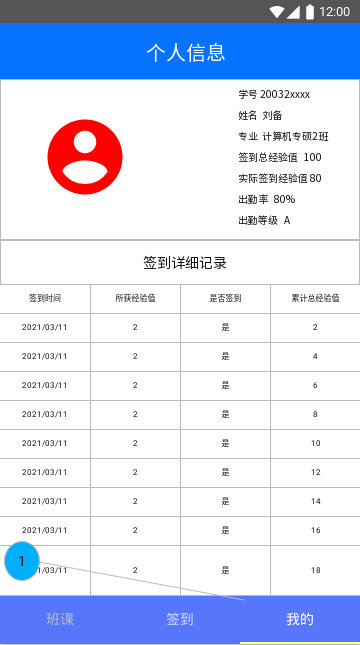 12:00
个人信息
学号 20032xxxx
姓名 刘备
专业 计算机专硕2班
签到总经验值 100
实际签到经验值 80
出勤率 80%
出勤等级 A
签到详细记录
签到时间 所获经验值 是否签到 累计总经验值
2021/03/11 2 是 2
2021/03/11 2 是 4
2021/03/11 2 是 6
2021/03/11 2 是 8
2021/03/11 2 是 10
2021/03/11 2 是 12
2021/03/11 2 是 14
2021/03/11 2 是 16
1
/03/11 2 是 18
班课 签到 我的